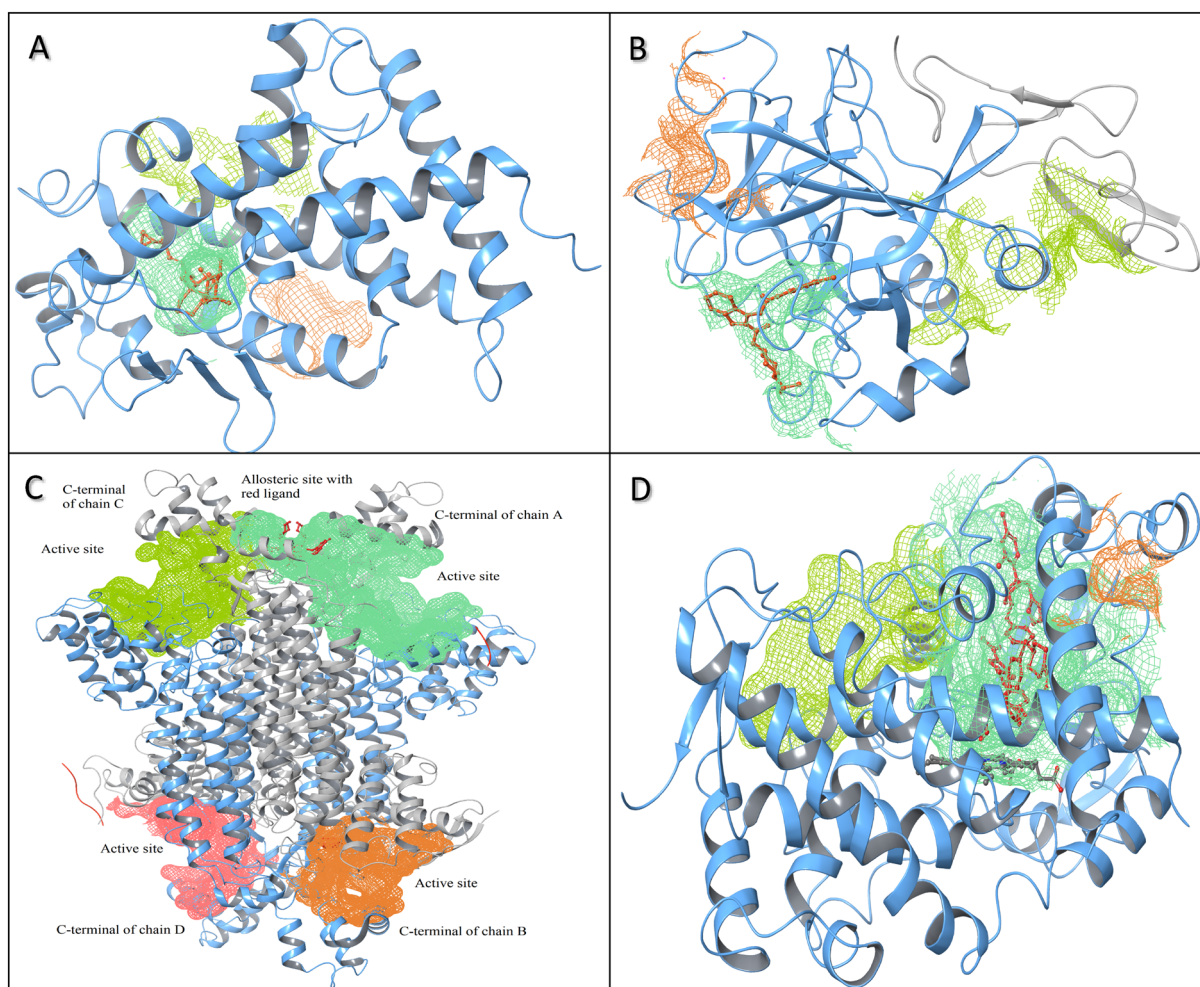 A
B
C
C-terminal
of chain C
Allosteric site with
red ligand
C-terminal of chain A
Active site
Active site
Active site
Active site
C-terminal of chain D
C-terminal of chain B
D